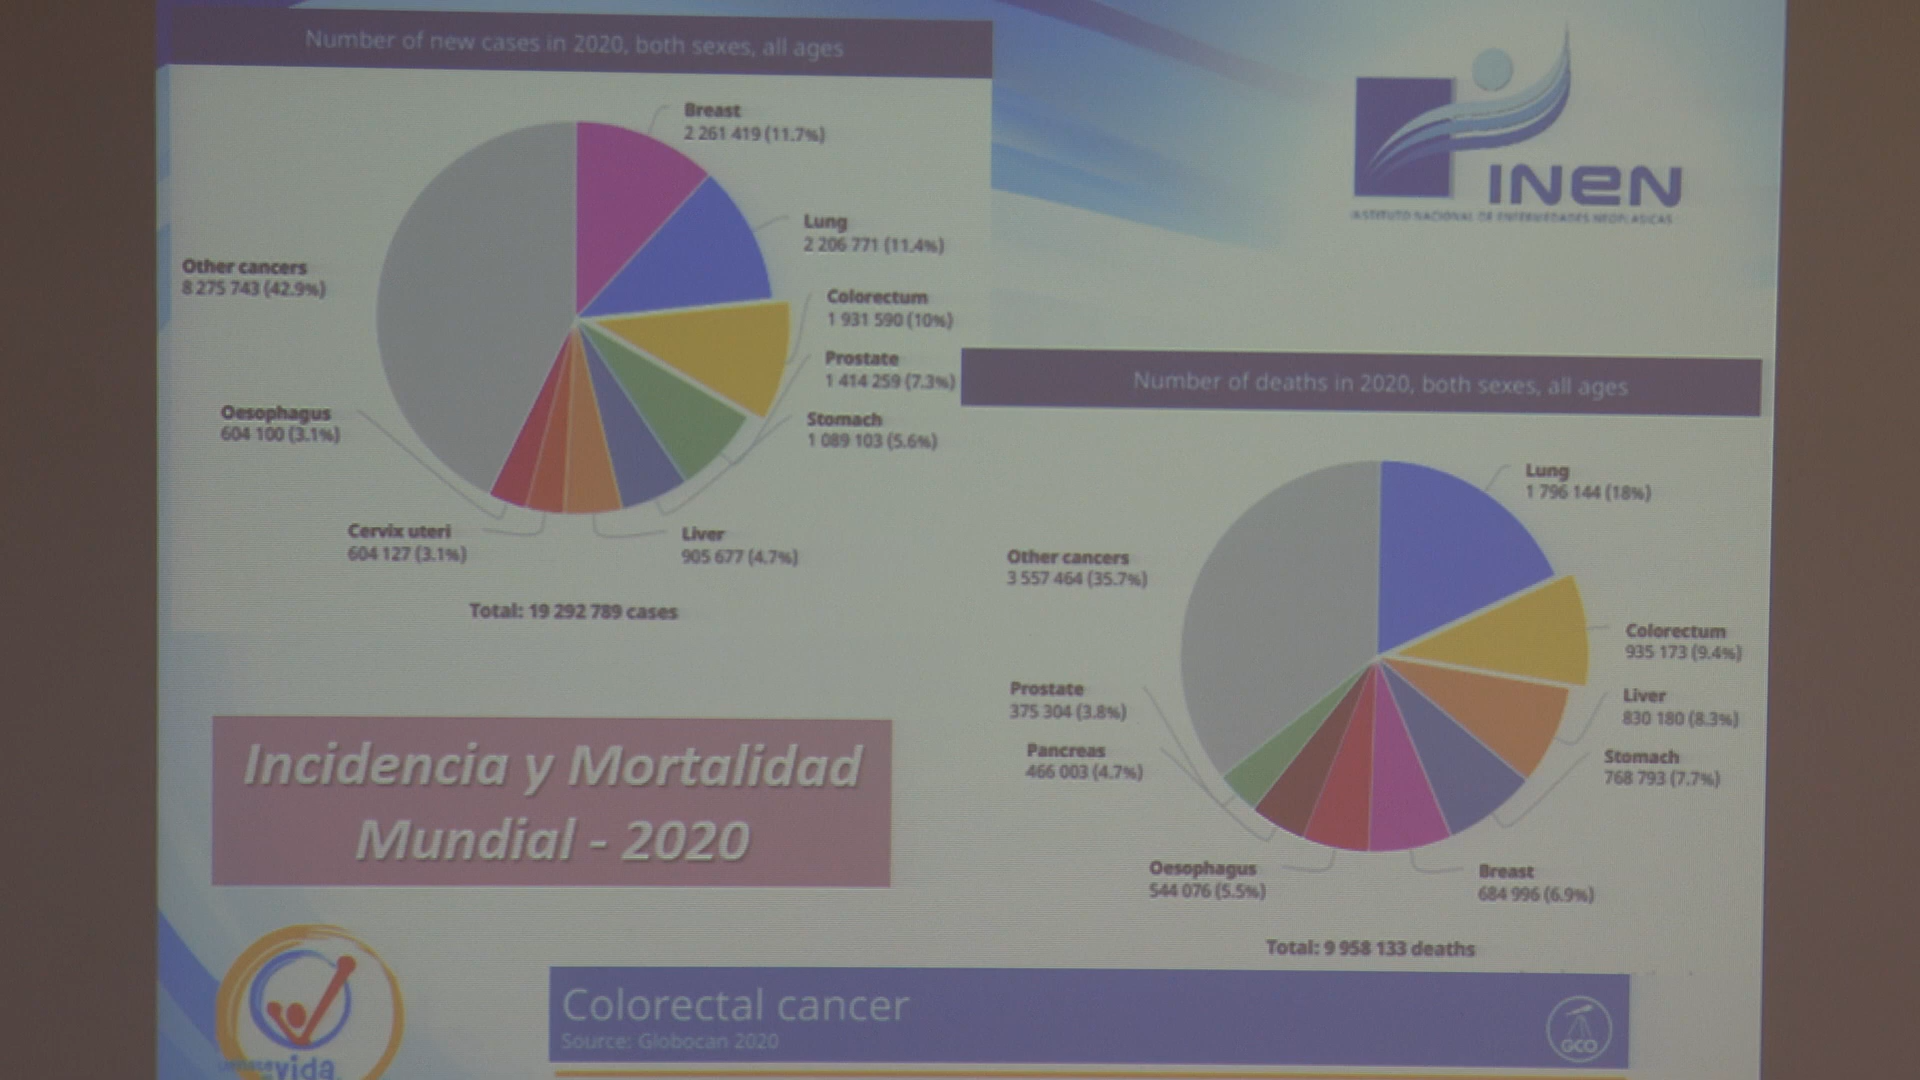 Number of new cases in 2020, both sexes, all ages
Breast
2 261 419 (11.7%)
Lung
2 206 771 (11.4%)
Colorectum
1 931 590 (10%)
Prostate
1 414 259 (7.3%)
Stomach
1 089 103 (5.6%)
Liver
905 677 (4.7%)
Cervix uteri
604 127 (3.1%)
Oesophagus
604 100 (3.1%)
Other cancers
8 275 743 (42.9%)
Total: 19 292 789 cases
INEN
INSTITUTO NACIONAL DE ENFERMEDADES NEOPLASICAS
Number of deaths in 2020, both sexes, all ages
Lung
1 796 144 (18%)
Colorectum
935 173 (9.4%)
Liver
830 180 (8.3%)
Stomach
768 793 (7.7%)
Breast
684 996 (6.9%)
Oesophagus
544 076 (5.5%)
Pancreas
466 003 (4.7%)
Prostate
375 304 (3.8%)
Other cancers
3 557 464 (35.7%)
Total: 9 958 133 deaths
Incidencia y Mortalidad
Mundial - 2020
vida
Colorectal cancer
Source: Globocan 2020
GCO